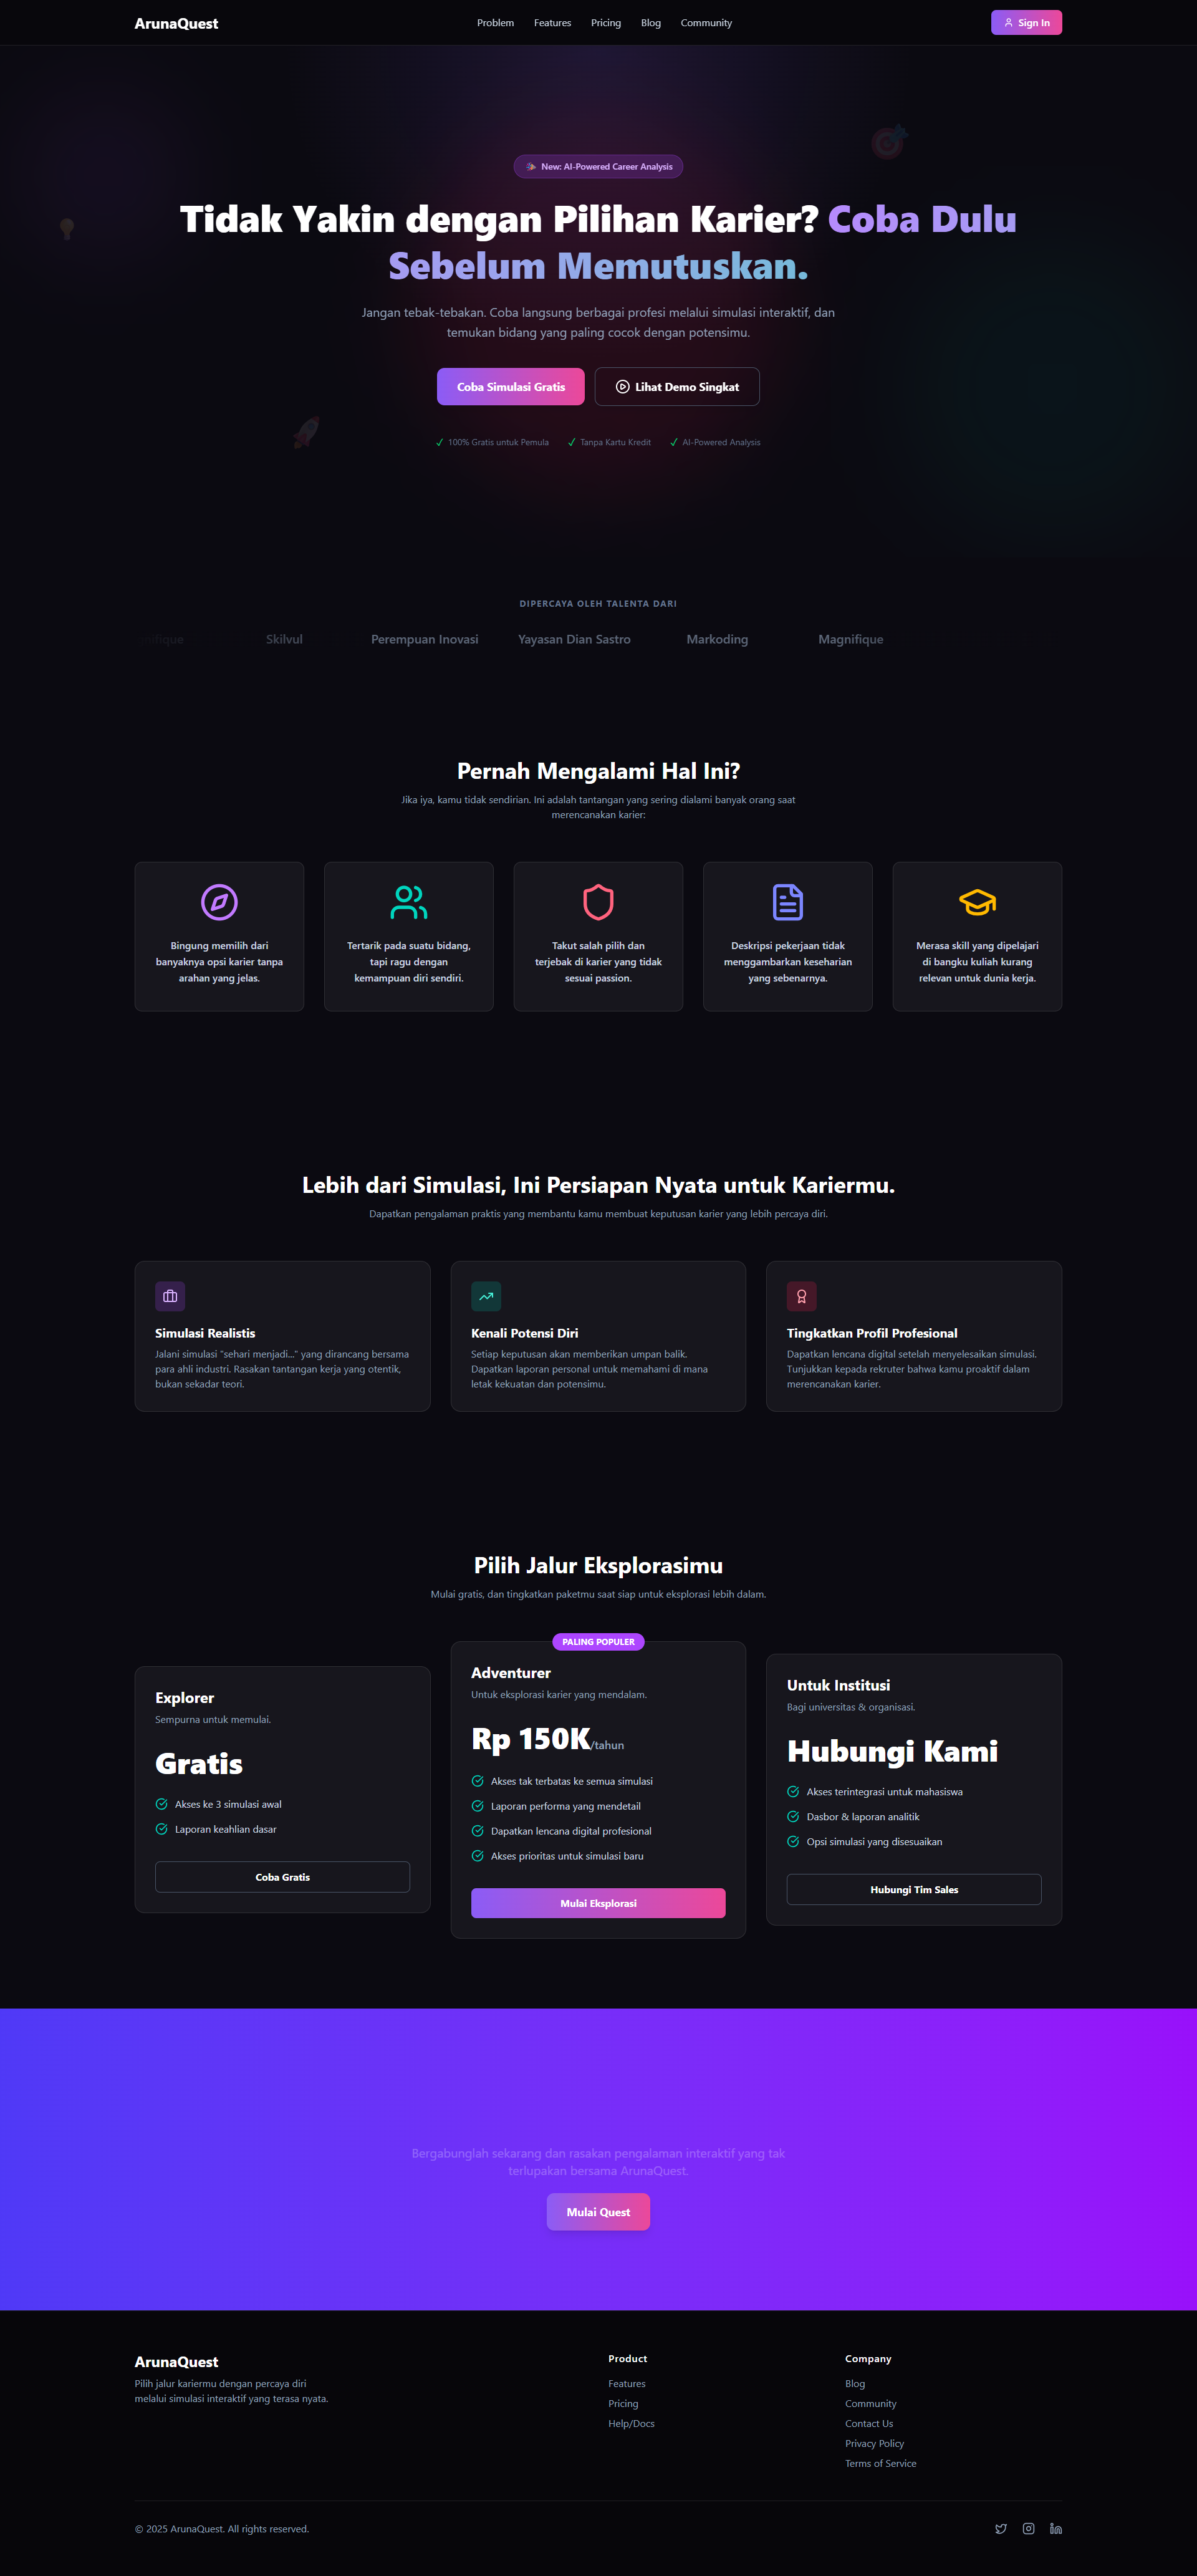 ArunaQuest
Problem
Features
Pricing
Blog
Community
Sign In
New: AI-Powered Career Analysis
Tidak Yakin dengan Pilihan Karier? Coba Dulu
Sebelum Memutuskan.
Jangan tebak-tebakan. Coba langsung berbagai profesi melalui simulasi interaktif, dan
temukan bidang yang paling cocok dengan potensimu.
Coba Simulasi Gratis
Lihat Demo Singkat
100% Gratis untuk Pemula
Tanpa Kartu Kredit
AI-Powered Analysis
DIPERCAYA OLEH TALENTA DARI
Skilvul
Perempuan Inovasi
Yayasan Dian Sastro
Markoding
Magnifique
Pernah Mengalami Hal Ini?
Jika iya, kamu tidak sendirian. Ini adalah tantangan yang sering dialami banyak orang saat
merencanakan karier:
Bingung memilih dari
banyaknya opsi karier tanpa
arahan yang jelas.
Tertarik pada suatu bidang,
tapi ragu dengan
kemampuan diri sendiri.
Takut salah pilih dan
terjebak di karier yang tidak
sesuai passion.
Deskripsi pekerjaan tidak
menggambarkan keseharian
yang sebenarnya.
Merasa skill yang dipelajari
di bangku kuliah kurang
relevan untuk dunia kerja.
Lebih dari Simulasi, Ini Persiapan Nyata untuk Kariermu.
Dapatkan pengalaman praktis yang membantu kamu membuat keputusan karier yang lebih percaya diri.
Simulasi Realistis
Jalani simulasi "sehari menjadi..." yang dirancang bersama
para ahli industri. Rasakan tantangan kerja yang otentik,
bukan sekadar teori.
Kenali Potensi Diri
Setiap keputusan akan memberikan umpan balik.
Dapatkan laporan personal untuk memahami di mana
letak kekuatan dan potensimu.
Tingkatkan Profil Profesional
Dapatkan lencana digital setelah menyelesaikan simulasi.
Tunjukkan kepada rekruter bahwa kamu proaktif dalam
merencanakan karier.
Pilih Jalur Eksplorasimu
Mulai gratis, dan tingkatkan paketmu saat siap untuk eksplorasi lebih dalam.
Explorer
Sempurna untuk memulai.
Gratis
Akses ke 3 simulasi awal
Laporan keahlian dasar
Coba Gratis
PALING POPULER
Adventurer
Untuk eksplorasi karier yang mendalam.
Rp 150K/tahun
Akses tak terbatas ke semua simulasi
Laporan performa yang mendetail
Dapatkan lencana digital profesional
Akses prioritas untuk simulasi baru
Mulai Eksplorasi
Untuk Institusi
Bagi universitas & organisasi.
Hubungi Kami
Akses terintegrasi untuk mahasiswa
Dasbor & laporan analitik
Opsi simulasi yang disesuaikan
Hubungi Tim Sales
Bergabunglah sekarang dan rasakan pengalaman interaktif yang tak
terlupakan bersama ArunaQuest.
Mulai Quest
ArunaQuest
Pilih jalur kariermu dengan percaya diri
melalui simulasi interaktif yang terasa nyata.
Product
Features
Pricing
Help/Docs
Company
Blog
Community
Contact Us
Privacy Policy
Terms of Service
© 2025 ArunaQuest. All rights reserved.